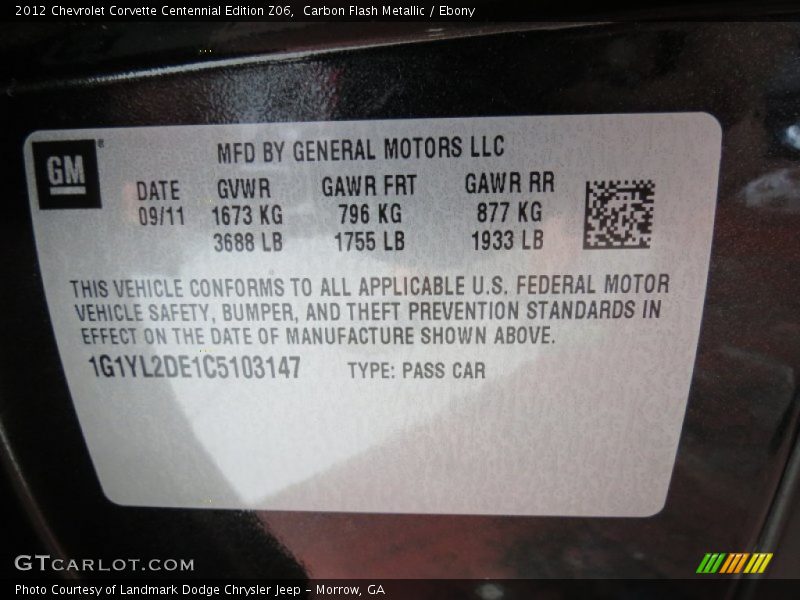 2012 Chevrolet Corvette Centennial Edition Z06, Carbon Flash Metallic / Ebony
GM®
MFD BY GENERAL MOTORS LLC
DATE GVWR GAWR FRT GAWR RR
09/11 1673 KG 796 KG 877 KG
3688 LB 1755 LB 1933 LB
THIS VEHICLE CONFORMS TO ALL APPLICABLE U.S. FEDERAL MOTOR
VEHICLE SAFETY, BUMPER, AND THEFT PREVENTION STANDARDS IN
EFFECT ON THE DATE OF MANUFACTURE SHOWN ABOVE.
1G1YL2DE1C5103147 TYPE: PASS CAR
GTCARLOT.COM
Photo Courtesy of Landmark Dodge Chrysler Jeep – Morrow, GA